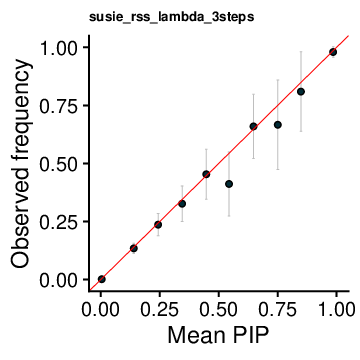 susie_rss_lambda_3steps
Observed frequency
1.00
0.75
0.50
0.25
0.00
0.00 0.25 0.50 0.75 1.00
Mean PIP